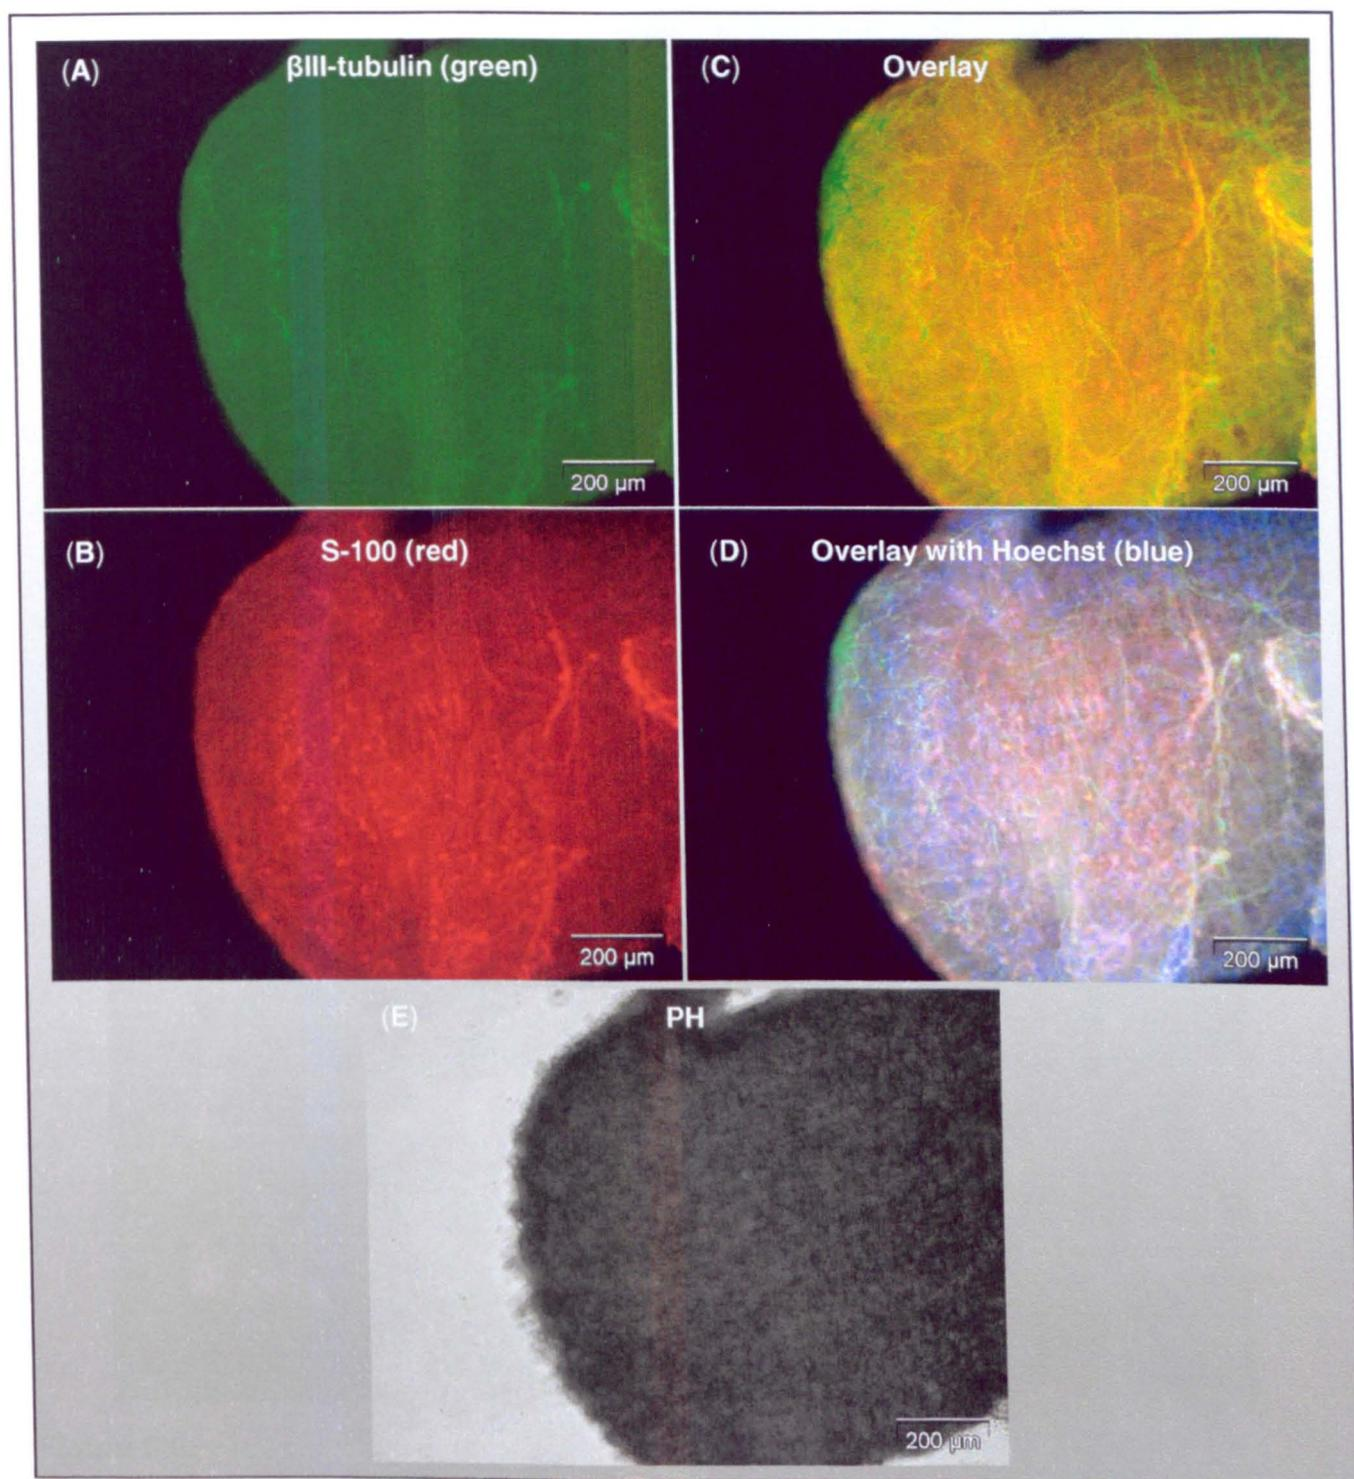 (A) βIII-tubulin (green)
200 µm
(C) Overlay
200 µm
(B) S-100 (red)
200 µm
(D) Overlay with Hoechst (blue)
200 µm
(E) PH
200 µm